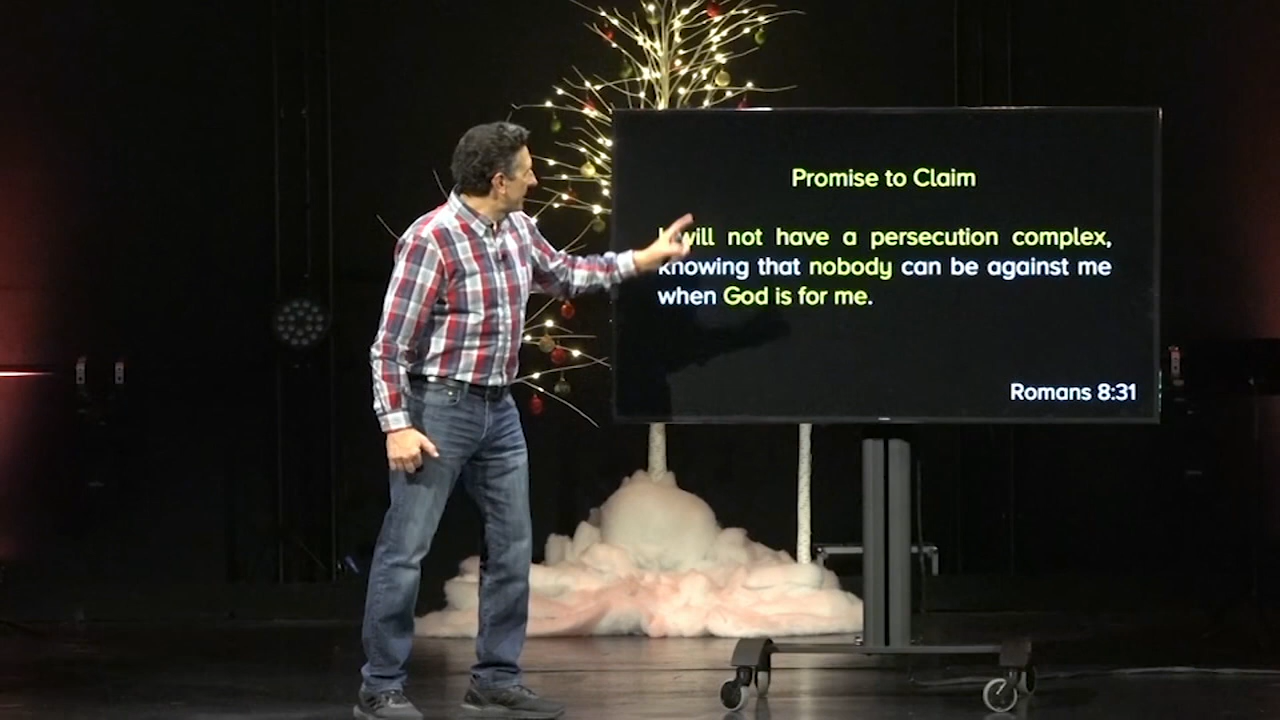 Promise to Claim
I will not have a persecution complex,
knowing that nobody can be against me
when God is for me.
Romans 8:31